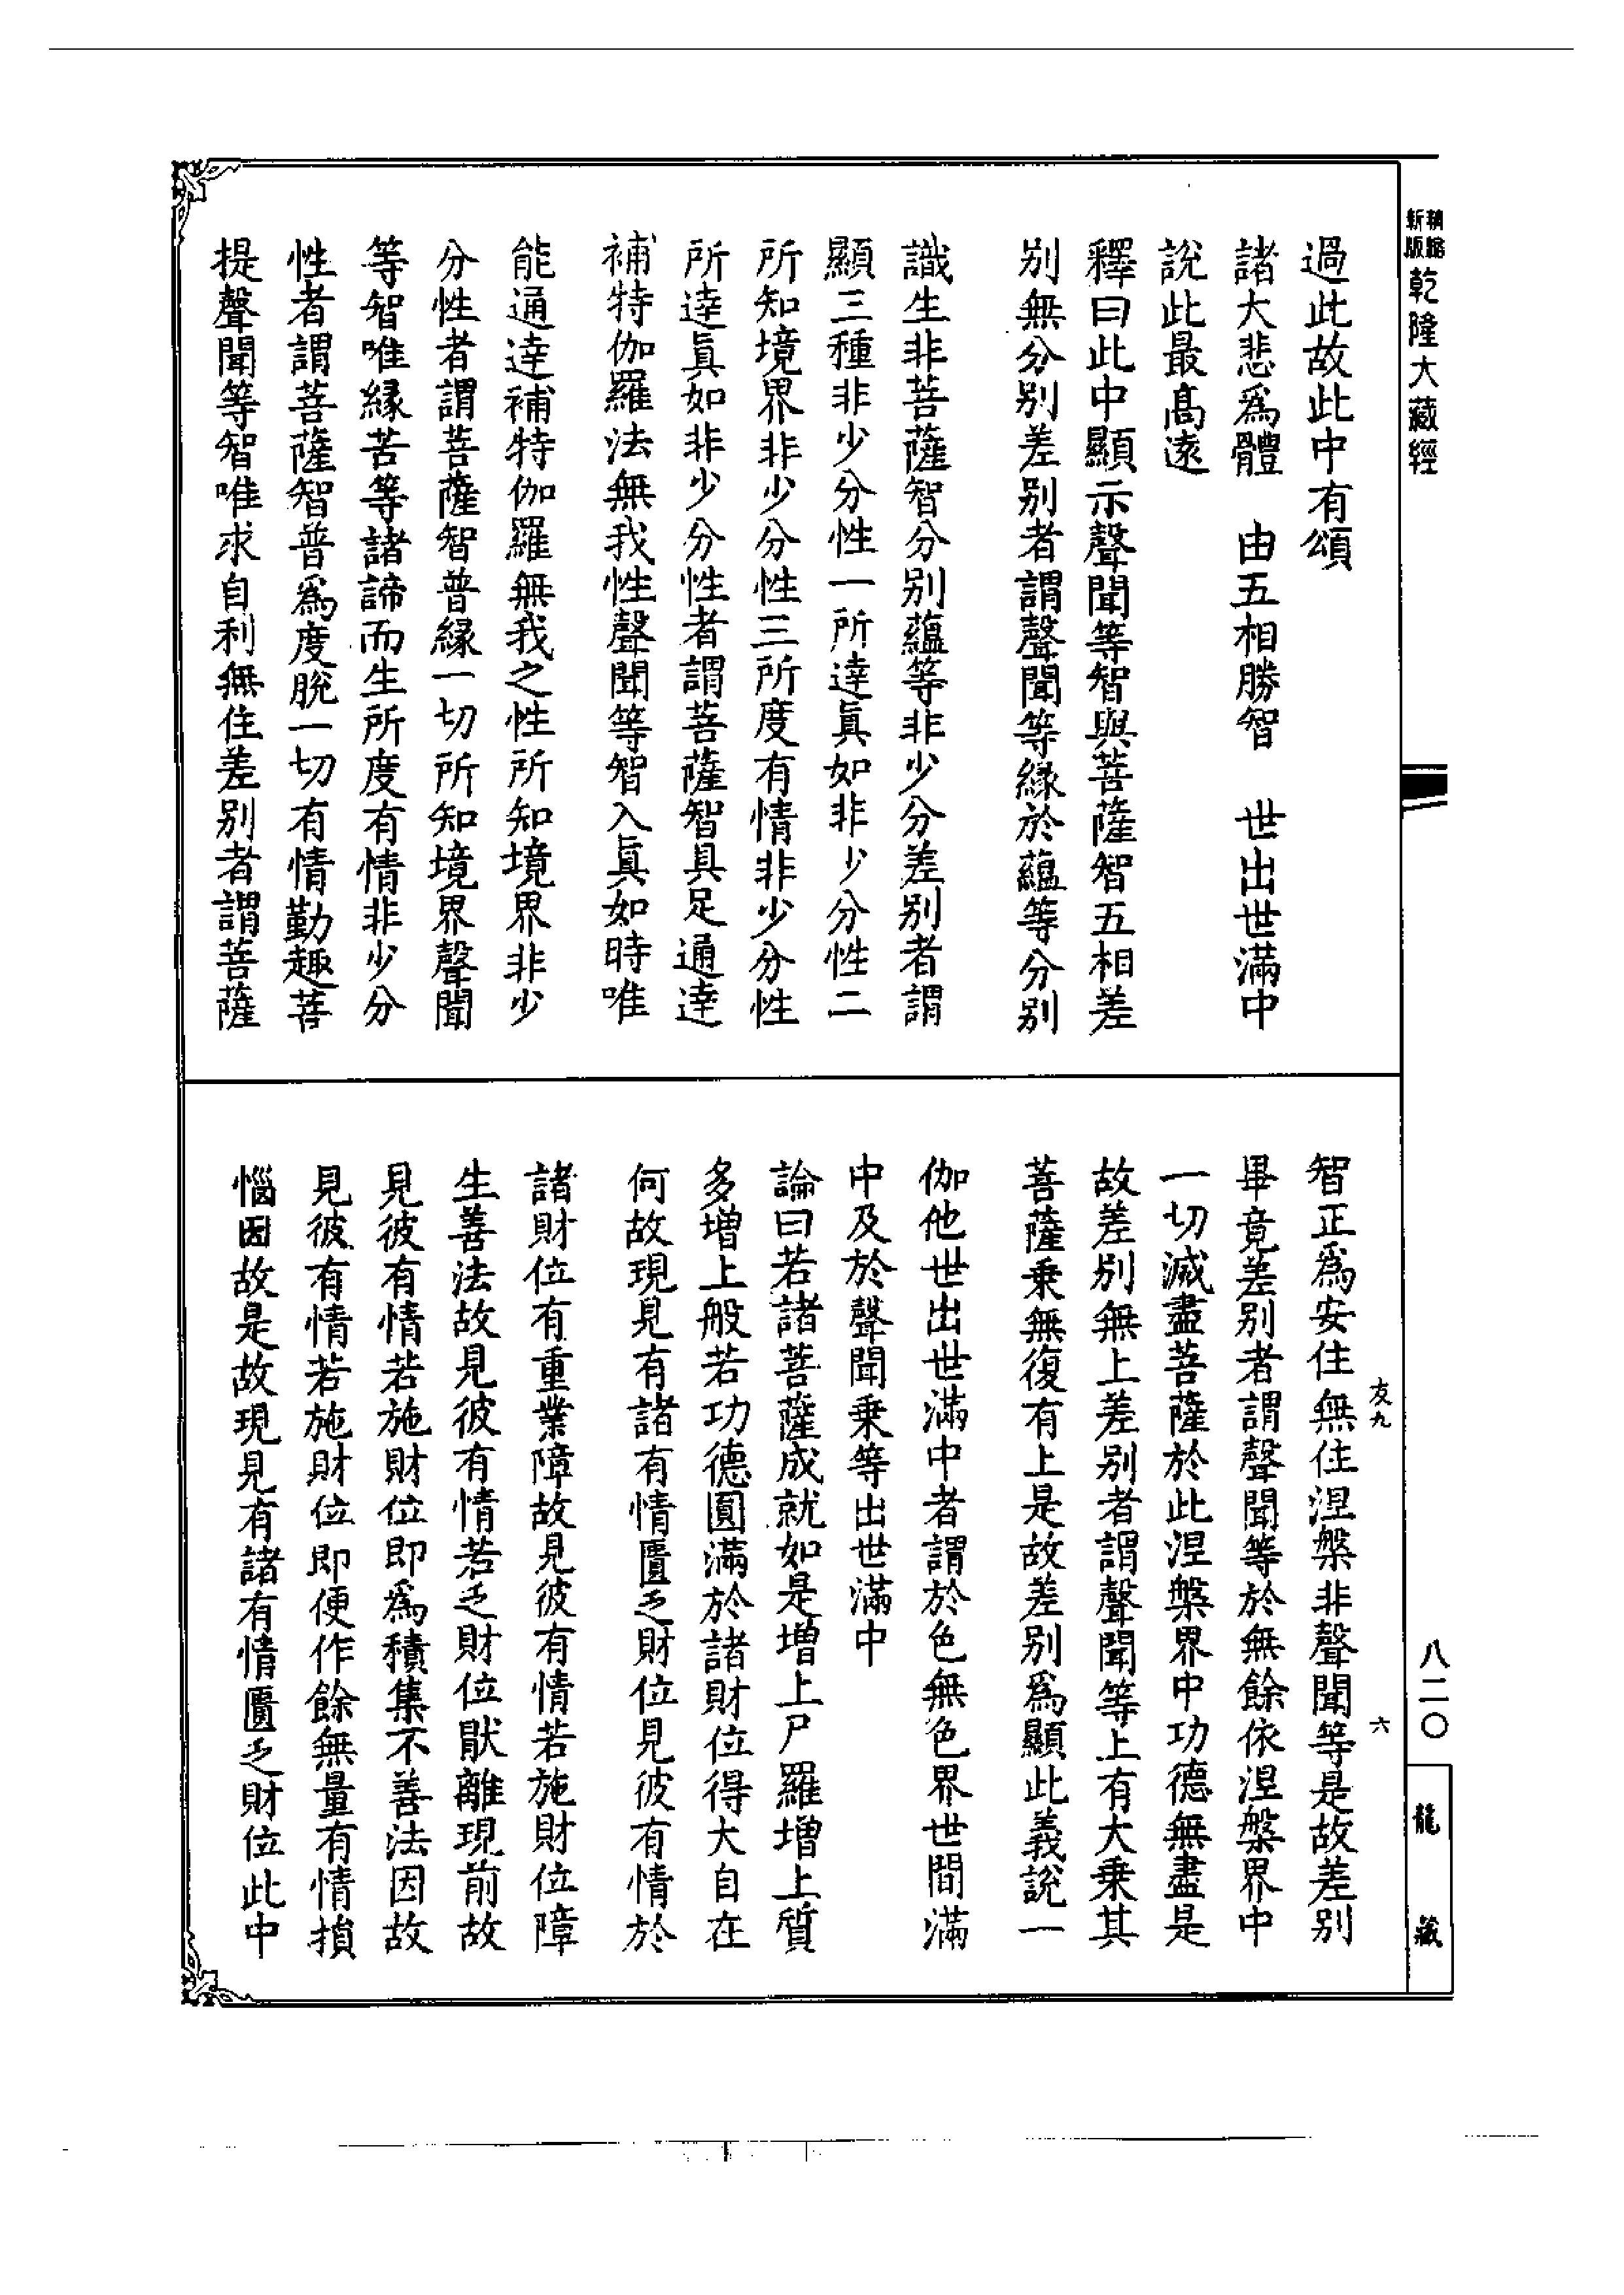 精縮新版乾隆大藏經
過此故此中有頌
諸大悲爲體　由五相勝智　世出世滿中
說此最高遠
釋曰此中顯示聲聞等智與菩薩智五相差
別無分別差別者謂聲聞等緣於蘊等分別
識生非菩薩智分別蘊等非少分差別者謂
顯三種非少分性一所達眞如非少分性二
所知境界非少分性三所度有情非少分性
所達眞如非少分性者謂菩薩智具足通達
補特伽羅法無我性聲聞等智入眞如時唯
能通達補特伽羅無我之性所知境界非少
分性者謂菩薩智普緣一切所知境界聲聞
等智唯緣苦等諸諦而生所度有情非少分
性者謂菩薩智普爲度脫一切有情勤趣菩
提聲聞等智唯求自利無住差別者謂菩薩
智正爲安住無住涅槃非聲聞等是故差別
畢竟差別者謂聲聞等於無餘依涅槃界中
一切滅盡菩薩於此涅槃界中功德無盡是
故差別無上差別者謂聲聞等上有大乗其
菩薩乗無復有上是故差別爲顯此義說一
伽他世出世滿中者謂於色無色界世間滿
中及於聲聞乗等出世滿中
論曰若諸菩薩成就如是增上尸羅增上質
多增上般若功德圓滿於諸財位得大自在
何故現見有諸有情匱乏財位見彼有情於
諸財位有重業障故見彼有情若施財位障
生善法故見彼有情若乏財位猒離現前故
見彼有情若施財位即爲積集不善法因故
見彼有情若施財位即便作餘無量有情損
惱因故是故現見有諸有情匱乏財位此中
友九
六
八二〇
龍藏